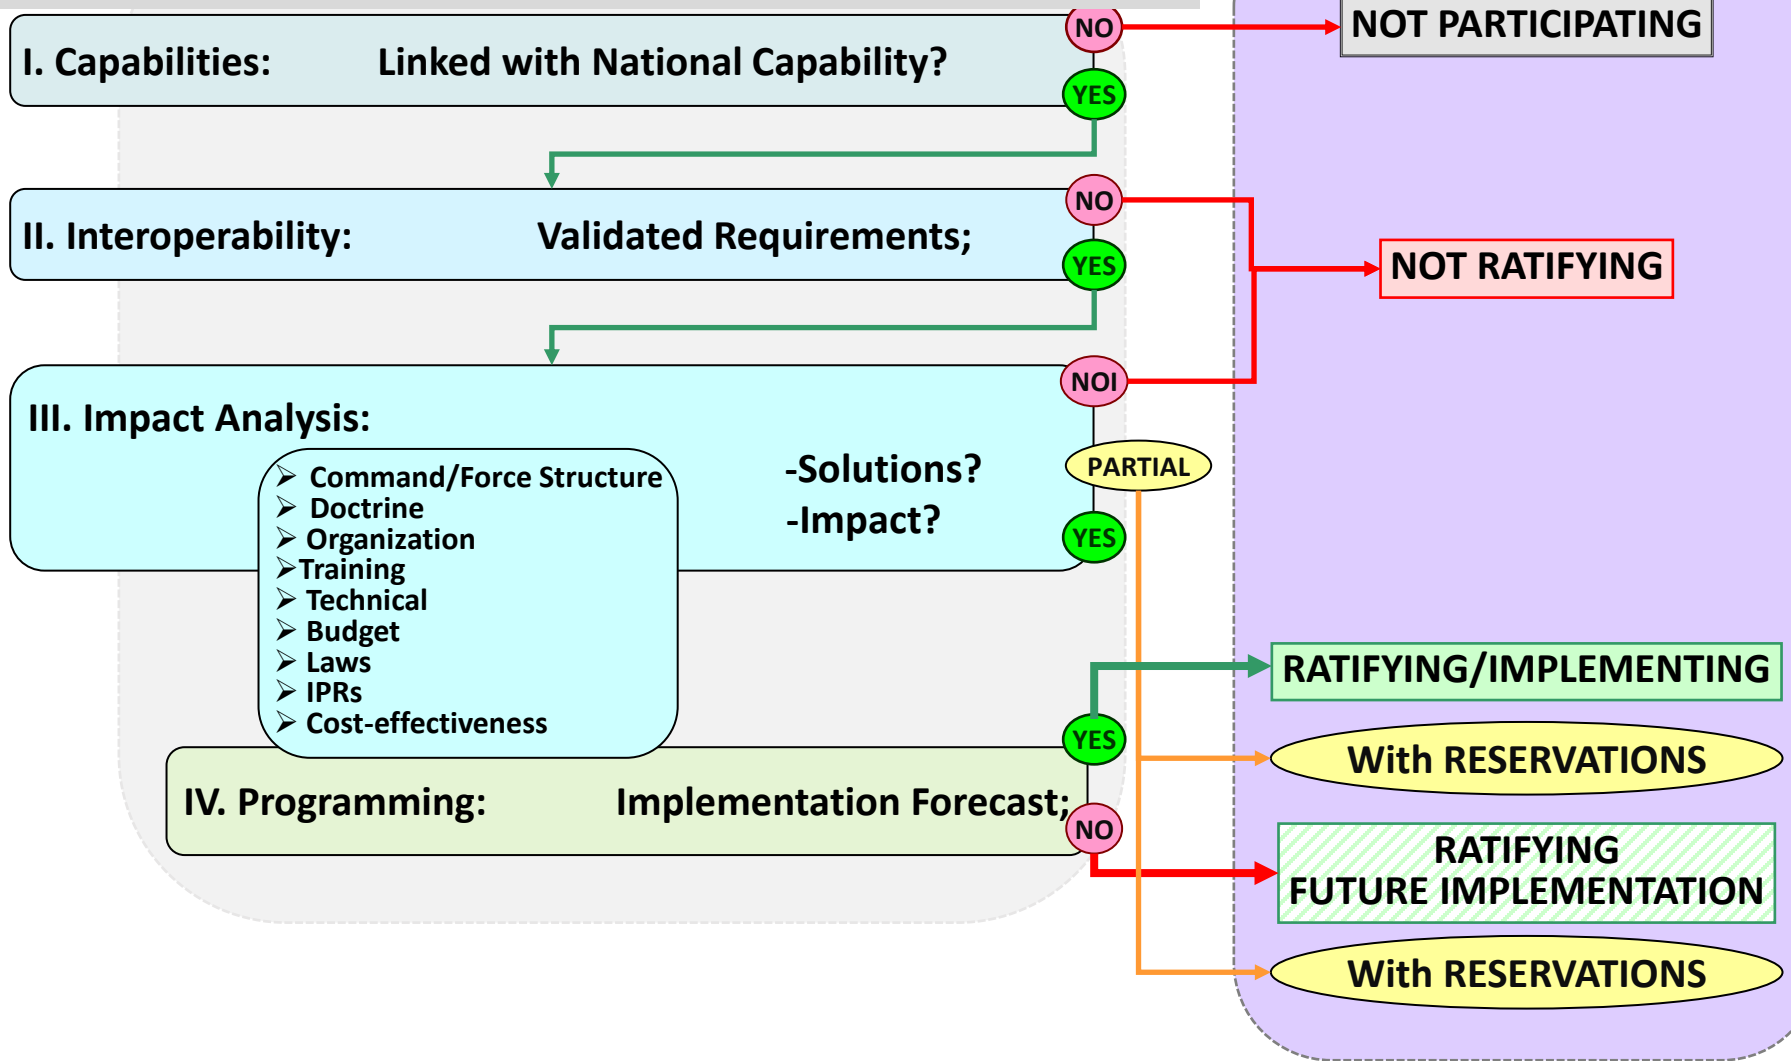 NO
NOT PARTICIPATING
I. Capabilities: Linked with National Capability?
YES
NO
II. Interoperability: Validated Requirements;
YES
NOT RATIFYING
NOI
III. Impact Analysis:
-Solutions?
-Impact?
PARTIAL
YES
➢ Command/Force Structure
➢ Doctrine
➢ Organization
➢Training
➢ Technical
➢ Budget
➢ Laws
➢ IPRs
➢ Cost-effectiveness
RATIFYING/IMPLEMENTING
YES
With RESERVATIONS
IV. Programming: Implementation Forecast;
NO
RATIFYING
FUTURE IMPLEMENTATION
With RESERVATIONS